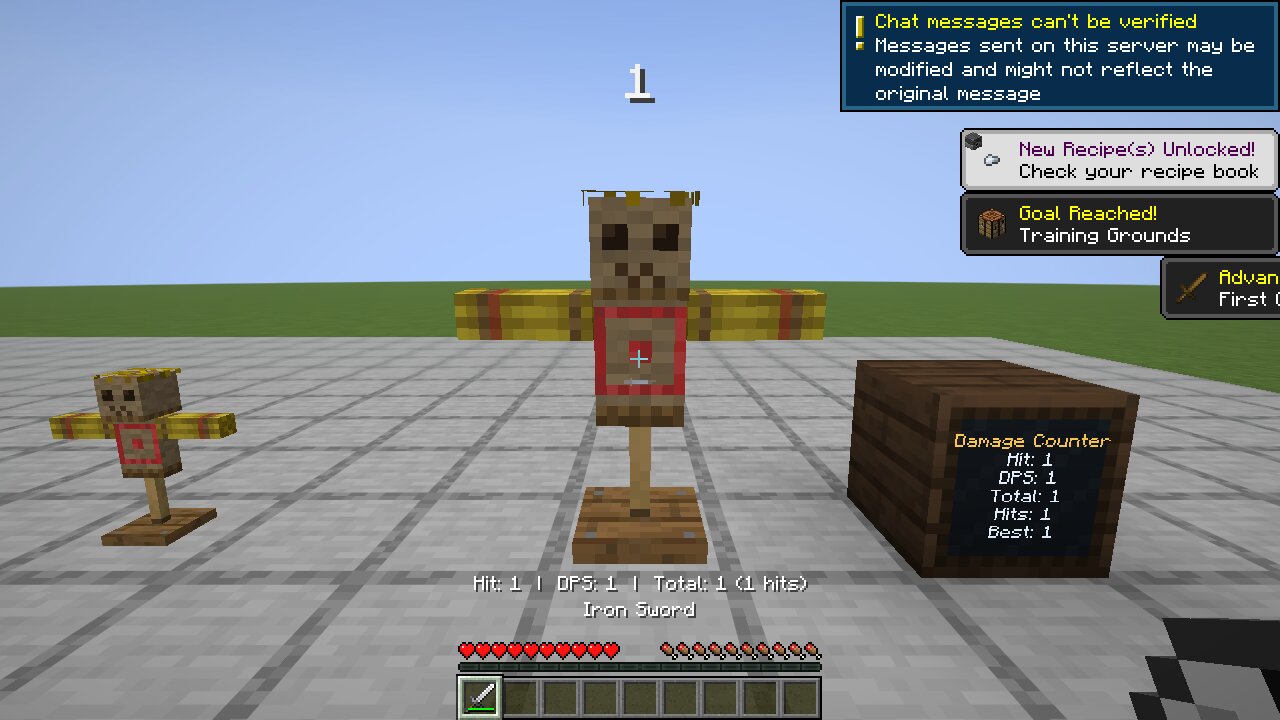 Chat messages can't be verified
Messages sent on this server may be
modified and might not reflect the
original message
1
New Recipe(s) Unlocked!
Check your recipe book
Goal Reached!
Training Grounds
Advan
First
Damage Counter
Hit: 1
DPS: 1
Total: 1
Hits: 1
Best: 1
Hit: 1 | DPS: 1 | Total: 1 (1 hits)
Iron Sword